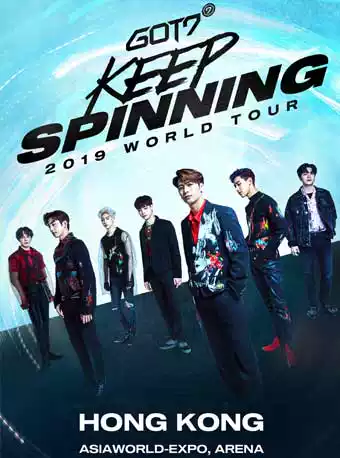 GOT7
KEEP
SPINNING
2019 WORLD TOUR
HONG KONG
ASIAWORLD-EXPO, ARENA